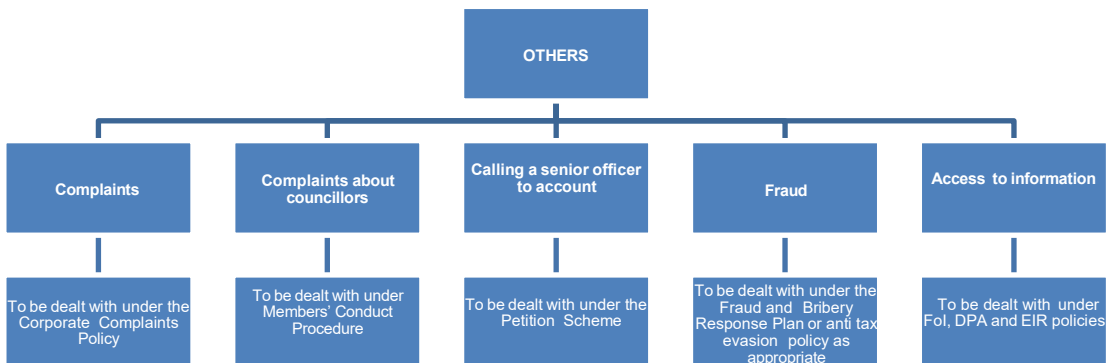 OTHERS
Complaints
Complaints about
councillors
Calling a senior officer
to account
Fraud
Access to information
To be dealt with under the
Corporate Complaints
Policy
To be dealt with under
Members' Conduct
Procedure
To be dealt with under the
Petition Scheme
To be dealt with under the
Fraud and Bribery
Response Plan or anti tax
evasion policy as
appropriate
To be dealt with under
FoI, DPA and EIR policies